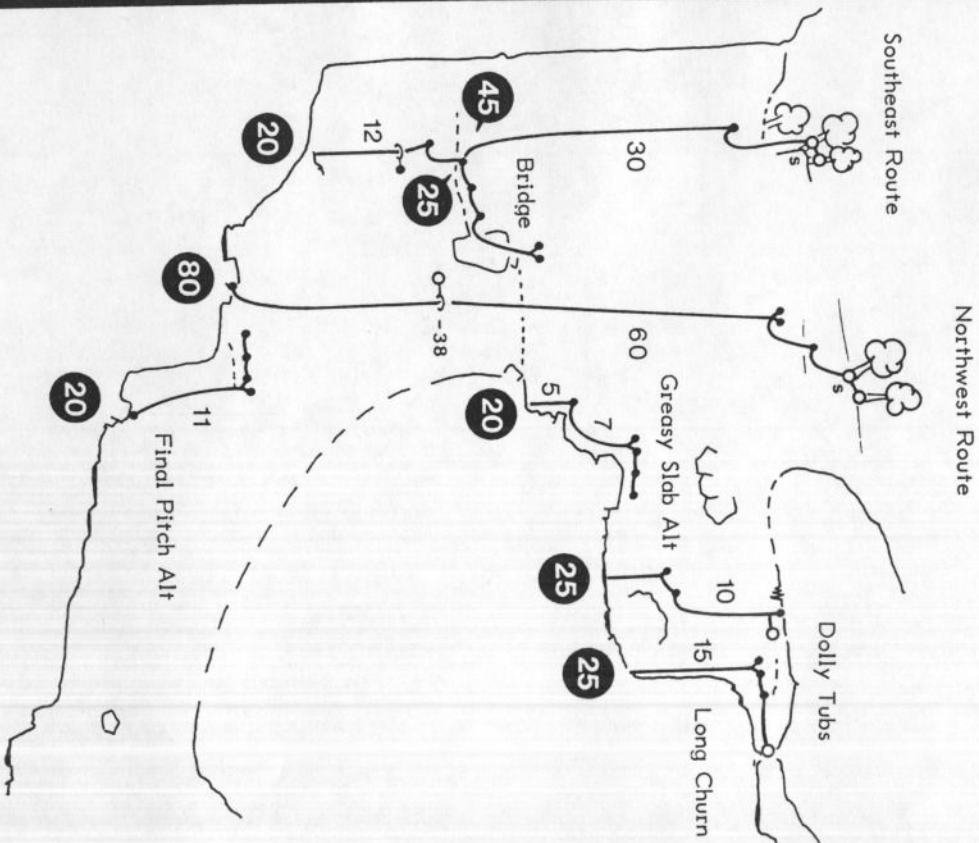 Southeast Route
Northwest Route
S
S
45
30
20
12
25
Bridge
80
-38
60
20
11
Final Pitch Alt
20
5
7
Greasy Slab Alt
25
10
Dolly Tubs
25
15
Long Churn